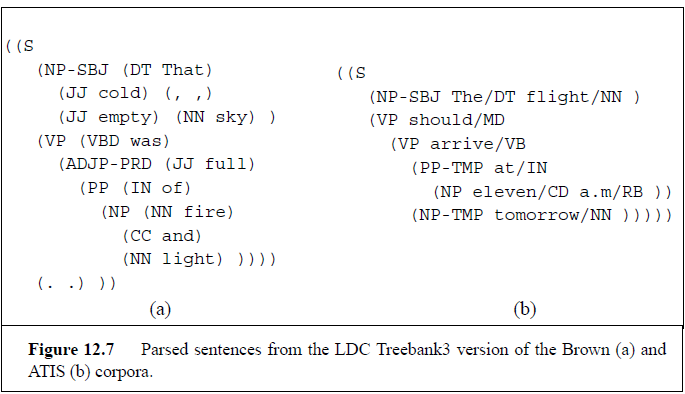 ((S
(NP-SBJ (DT That)
(JJ cold) (, ,)
(JJ empty) (NN sky) )
(VP (VBD was)
(ADJP-PRD (JJ full)
(PP (IN of)
(NP (NN fire)
(CC and)
(NN light) ))))
(. .) ))
(a)
((S
(NP-SBJ The/DT flight/NN )
(VP should/MD
(VP arrive/VB
(PP-TMP at/IN
(NP eleven/CD a.m/RB ))
(NP-TMP tomorrow/NN )))))
(b)
Figure 12.7 Parsed sentences from the LDC Treebank3 version of the Brown (a) and
ATIS (b) corpora.